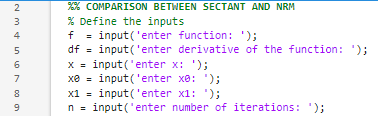 2 %% COMPARISON BETWEEN SECTANT AND NRM
3 % Define the inputs
4 f = input('enter function: ');
5 df = input('enter derivative of the function: ');
6 x = input('enter x: ');
7 x0 = input('enter x0: ');
8 x1 = input('enter x1: ');
9 n = input('enter number of iterations: ');